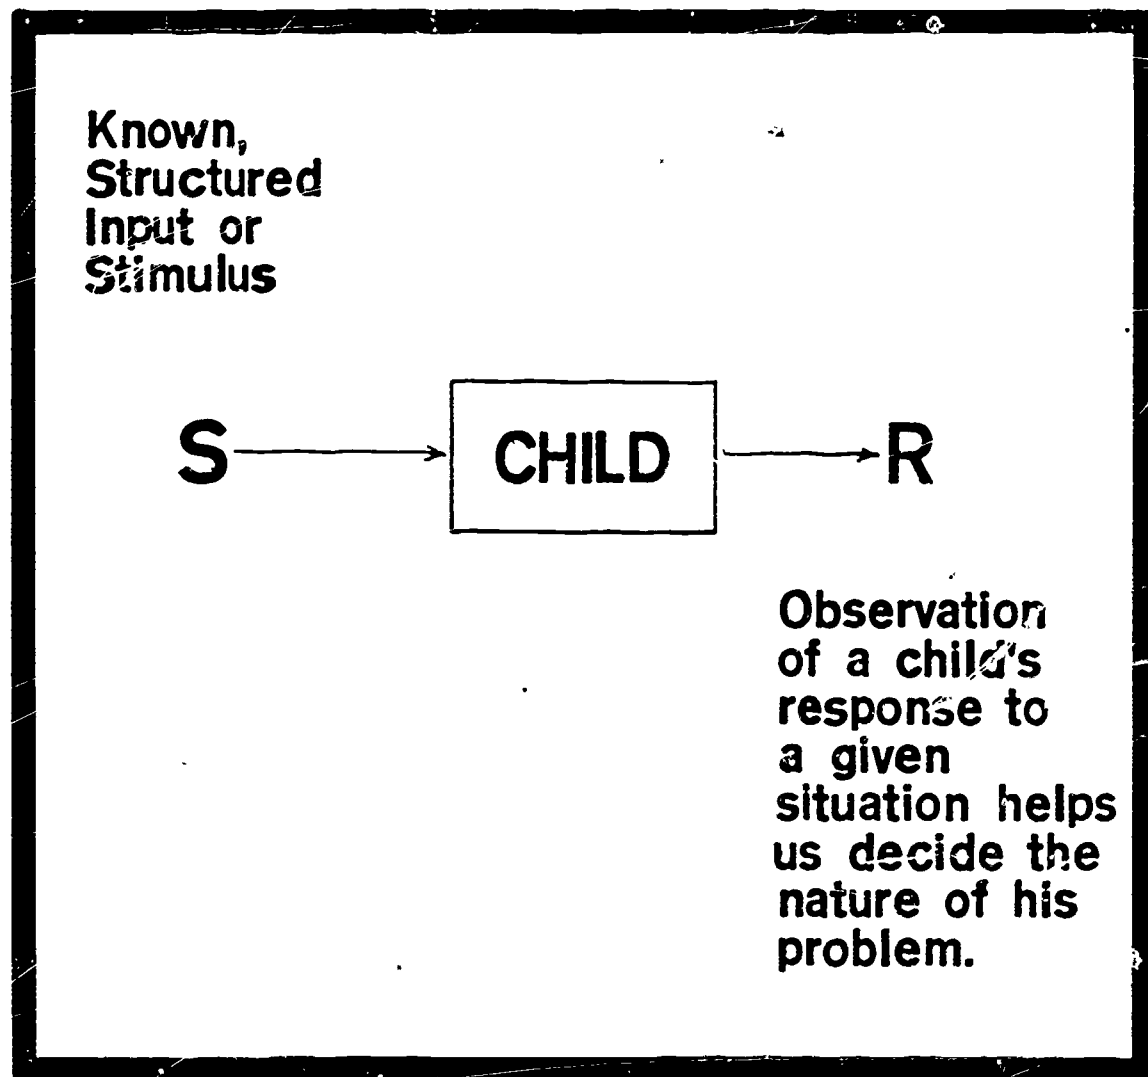 Known,
Structured
Input or
Stimulus
S CHILD R
Observation
of a child's
response to
a given
situation helps
us decide the
nature of his
problem.